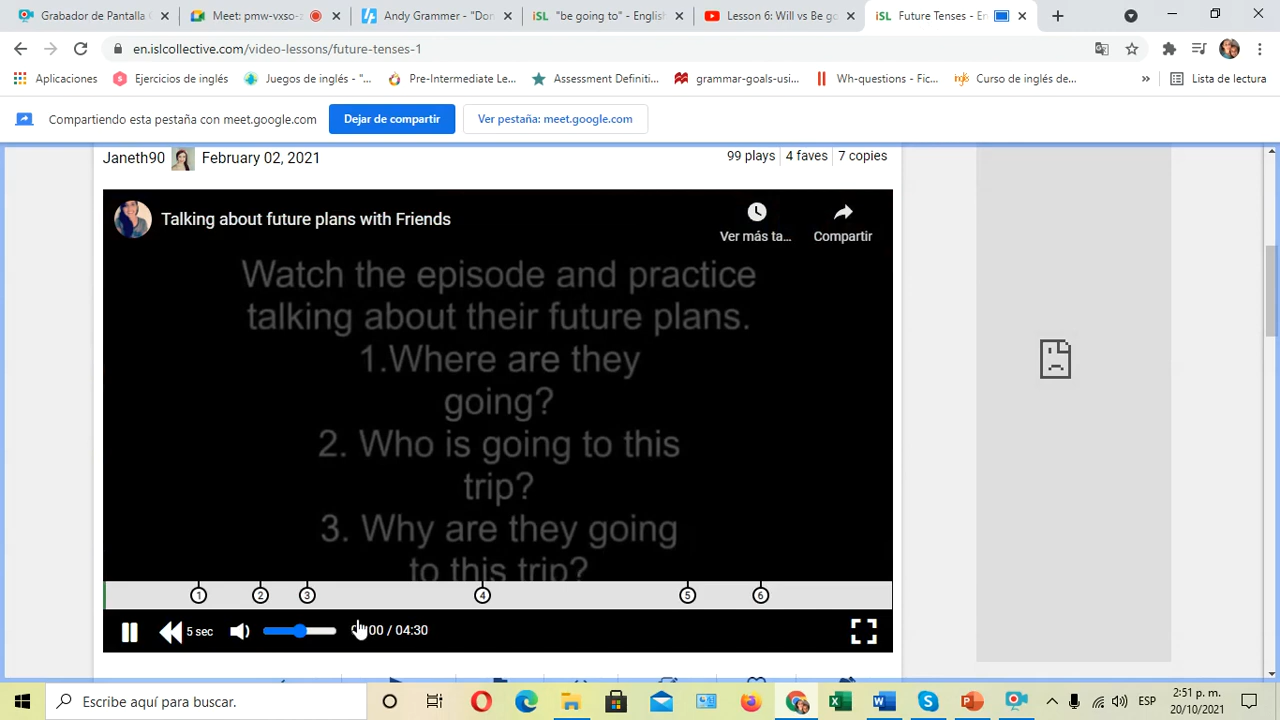 Grabador de Pantalla G
Meet: pmw-vxso-z
Andy Grammer - "Don
iSL "be going to" - English
Lesson 6: Will vs Be go
iSL Future Tenses - En
en.islcollective.com/video-lessons/future-tenses-1
Aplicaciones
Ejercicios de inglés
Juegos de inglés - "...
Pre-Intermediate Le...
Assessment Definiti...
grammar-goals-usi...
Wh-questions - Fic...
Curso de inglés de...
»
Lista de lectura
Compartiendo esta pestaña con meet.google.com
Dejar de compartir
Ver pestaña: meet.google.com
Janeth90
February 02, 2021
99 plays
4 faves
7 copies
Talking about future plans with Friends
Ver más ta...
Compartir
Watch the episode and practice
talking about their future plans.
1.Where are they
going?
2. Who is going to this
trip?
3. Why are they going
to this trip?
1 2 3 4 5 6
5 sec
/ 04:30
Escribe aquí para buscar.
ESP
2:51 p. m.
20/10/2021